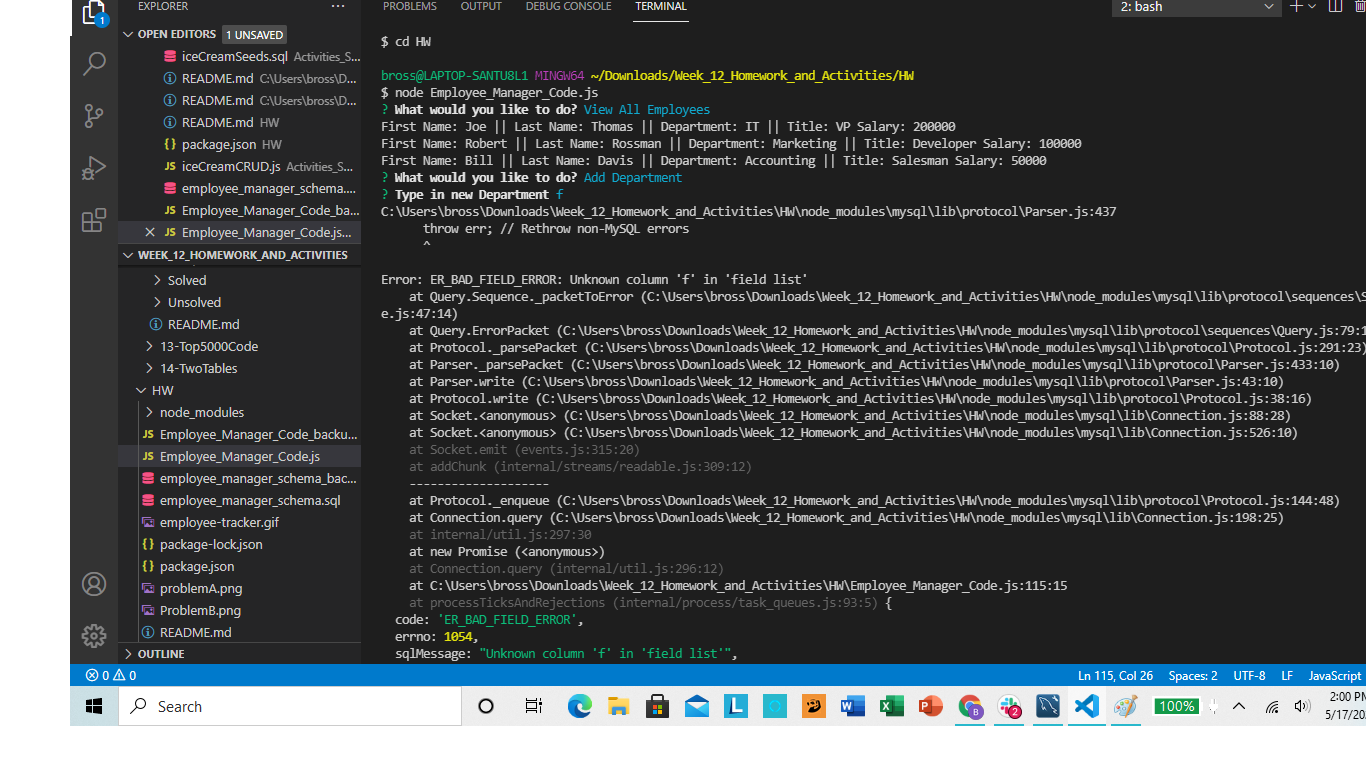 EXPLORER
···
OPEN EDITORS 1 UNSAVED
iceCreamSeeds.sql Activities_S...
README.md C:\Users\bross\D...
README.md C:\Users\bross\D...
README.md HW
package.json HW
iceCreamCRUD.js Activities_S...
employee_manager_schema....
JS Employee_Manager_Code_ba...
JS Employee_Manager_Code.js...
WEEK_12_HOMEWORK_AND_ACTIVITIES
Solved
Unsolved
README.md
13-Top5000Code
14-TwoTables
HW
node_modules
JS Employee_Manager_Code_backu...
JS Employee_Manager_Code.js
employee_manager_schema_bac...
employee_manager_schema.sql
employee-tracker.gif
package-lock.json
package.json
problemA.png
ProblemB.png
README.md
OUTLINE
PROBLEMS OUTPUT DEBUG CONSOLE TERMINAL 2: bash
$ cd HW
bross@LAPTOP-SANTU8L1 MINGW64 ~/Downloads/Week_12_Homework_and_Activities/HW
$ node Employee_Manager_Code.js
? What would you like to do? View All Employees
First Name: Joe || Last Name: Thomas || Department: IT || Title: VP Salary: 200000
First Name: Robert || Last Name: Rossman || Department: Marketing || Title: Developer Salary: 100000
First Name: Bill || Last Name: Davis || Department: Accounting || Title: Salesman Salary: 50000
? What would you like to do? Add Department
? Type in new Department f
C:\Users\bross\Downloads\Week_12_Homework_and_Activities\HW\node_modules\mysql\lib\protocol\Parser.js:437
throw err; // Rethrow non-MySQL errors
^
Error: ER_BAD_FIELD_ERROR: Unknown column 'f' in 'field list'
at Query.Sequence._packetToError (C:\Users\bross\Downloads\Week_12_Homework_and_Activities\HW\node_modules\mysql\lib\protocol\sequences\S
e.js:47:14)
at Query.ErrorPacket (C:\Users\bross\Downloads\Week_12_Homework_and_Activities\HW\node_modules\mysql\lib\protocol\sequences\Query.js:79:1
at Protocol._parsePacket (C:\Users\bross\Downloads\Week_12_Homework_and_Activities\HW\node_modules\mysql\lib\protocol\Protocol.js:291:23)
at Parser._parsePacket (C:\Users\bross\Downloads\Week_12_Homework_and_Activities\HW\node_modules\mysql\lib\protocol\Parser.js:433:10)
at Parser.write (C:\Users\bross\Downloads\Week_12_Homework_and_Activities\HW\node_modules\mysql\lib\protocol\Parser.js:43:10)
at Protocol.write (C:\Users\bross\Downloads\Week_12_Homework_and_Activities\HW\node_modules\mysql\lib\protocol\Protocol.js:38:16)
at Socket.<anonymous> (C:\Users\bross\Downloads\Week_12_Homework_and_Activities\HW\node_modules\mysql\lib\Connection.js:88:28)
at Socket.<anonymous> (C:\Users\bross\Downloads\Week_12_Homework_and_Activities\HW\node_modules\mysql\lib\Connection.js:526:10)
at Socket.emit (events.js:315:20)
at addChunk (internal/streams/readable.js:309:12)
--------------------
at Protocol._enqueue (C:\Users\bross\Downloads\Week_12_Homework_and_Activities\HW\node_modules\mysql\lib\protocol\Protocol.js:144:48)
at Connection.query (C:\Users\bross\Downloads\Week_12_Homework_and_Activities\HW\node_modules\mysql\lib\Connection.js:198:25)
at internal/util.js:297:30
at new Promise (<anonymous>)
at Connection.query (internal/util.js:296:12)
at C:\Users\bross\Downloads\Week_12_Homework_and_Activities\HW\Employee_Manager_Code.js:115:15
at processTicksAndRejections (internal/process/task_queues.js:93:5) {
code: 'ER_BAD_FIELD_ERROR',
errno: 1054,
sqlMessage: "Unknown column 'f' in 'field list'",
0 0 Ln 115, Col 26 Spaces: 2 UTF-8 LF JavaScript
Search
100%
2:00 PM
5/17/20